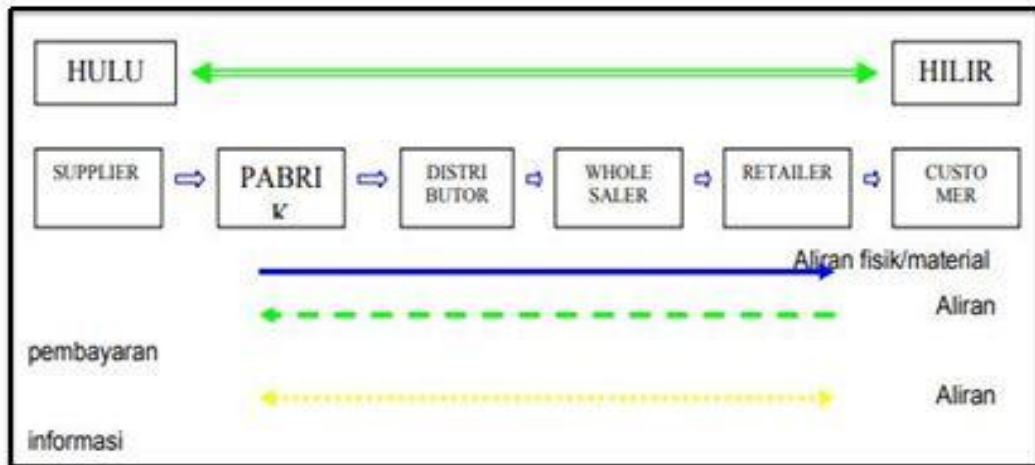 HULU
HILIR
SUPPLIER
PABRI
K
DISTRI
BUTOR
WHOLE
SALER
RETAILER
CUSTO
MER
Aliran fisik/material
Aliran
pembayaran
Aliran
informasi